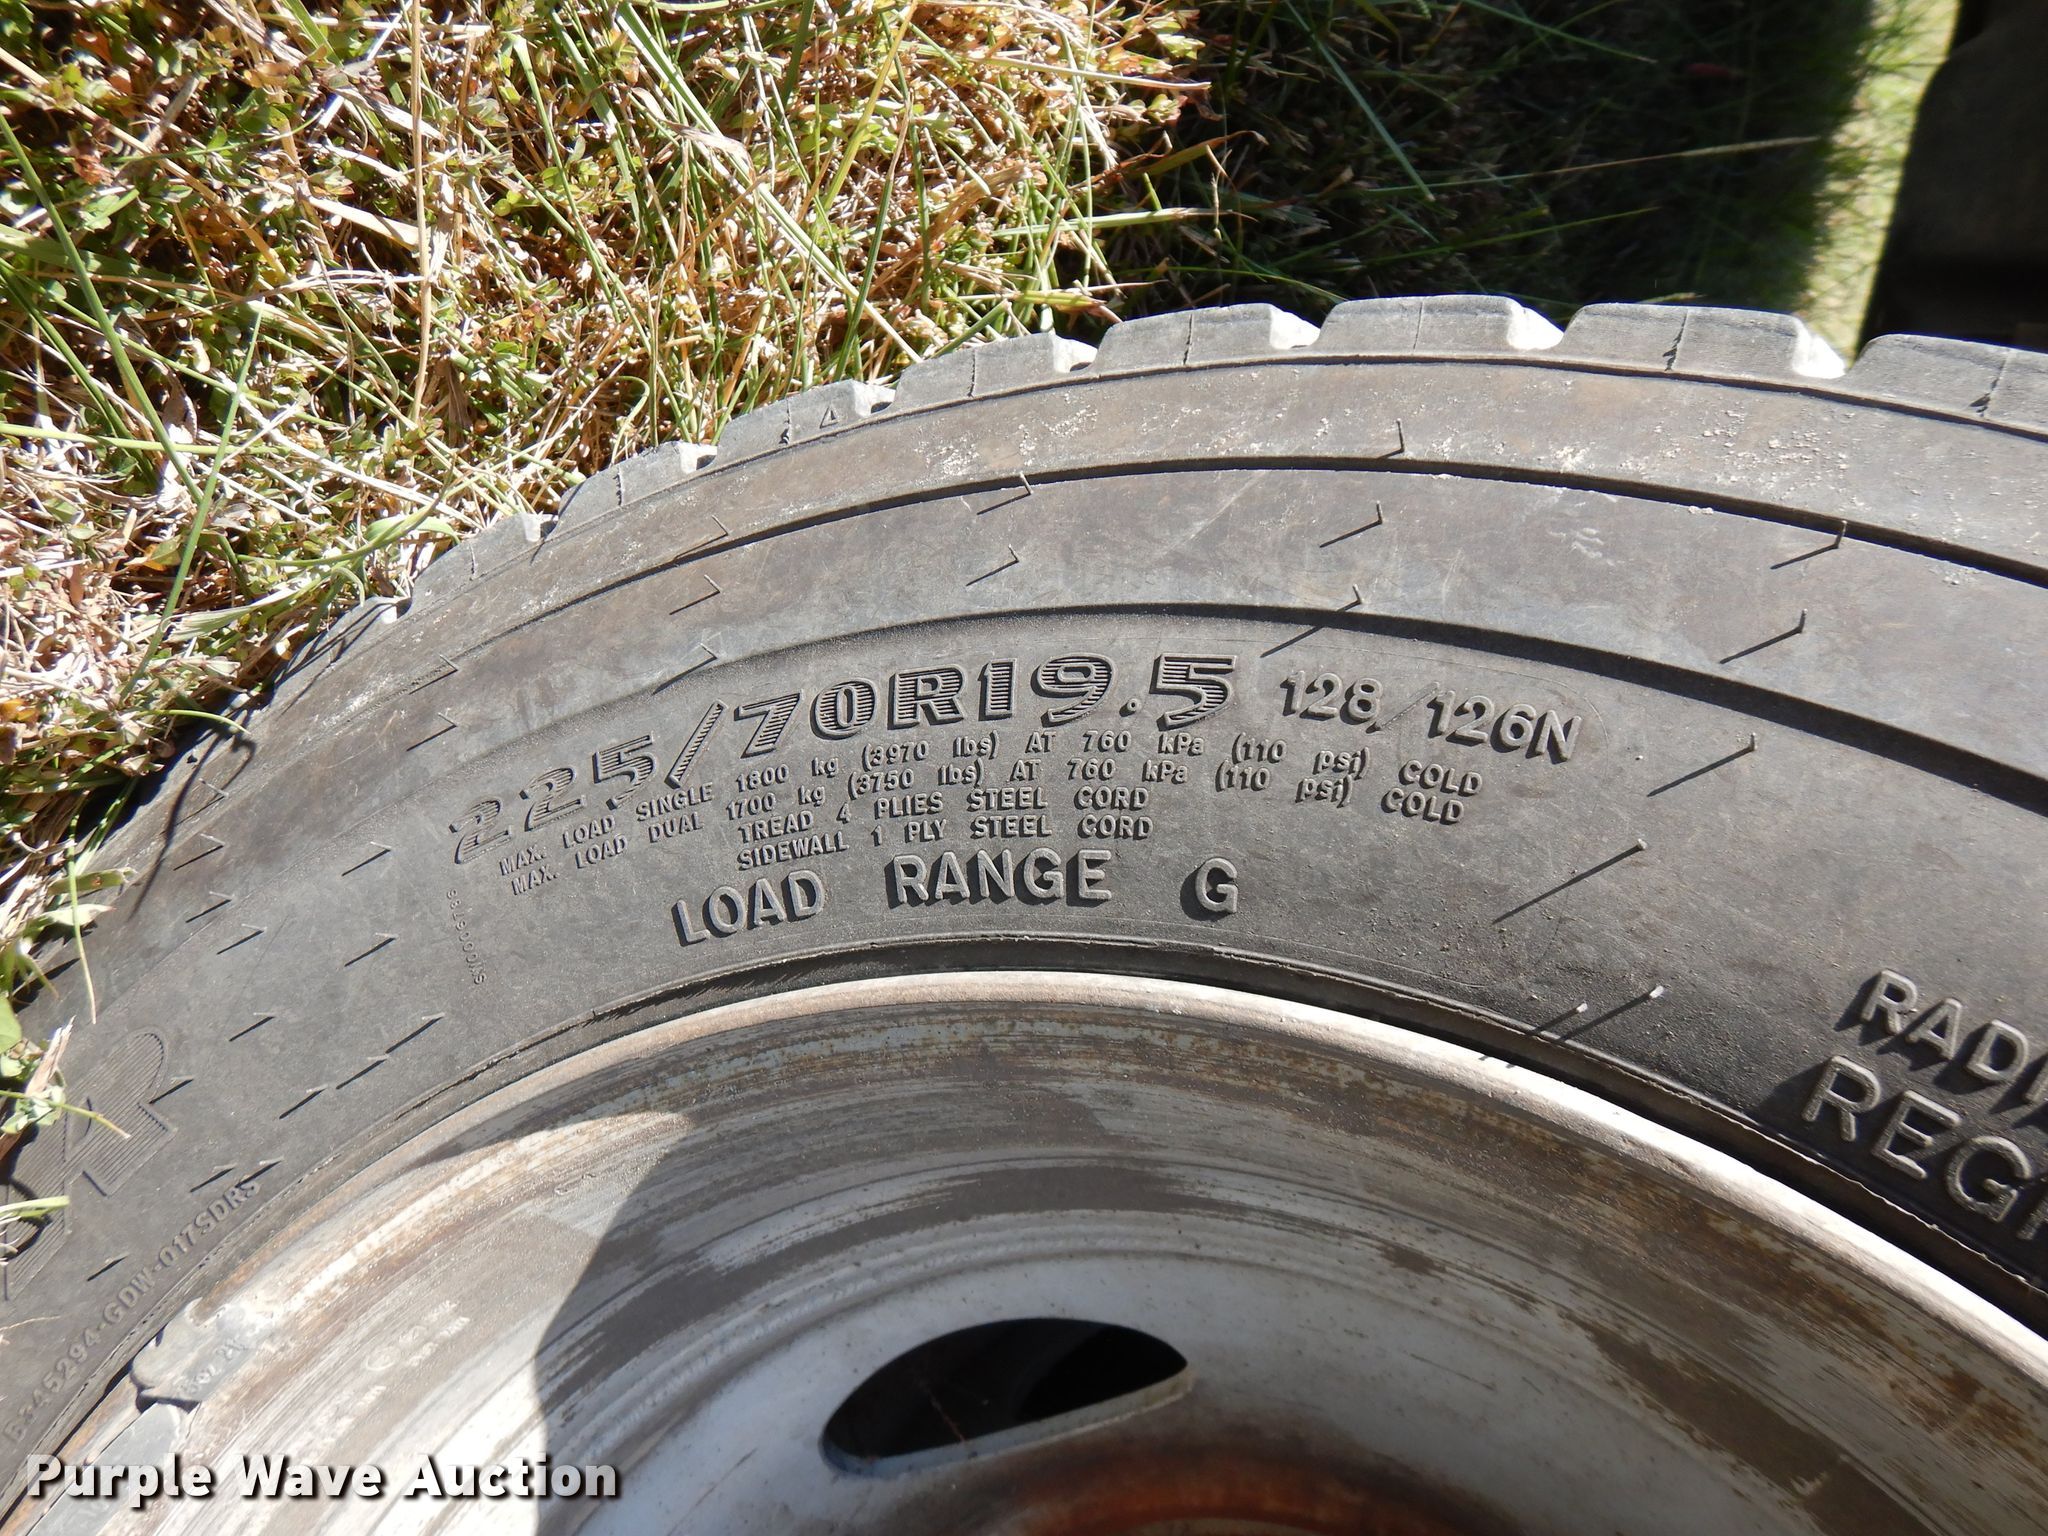 225/70R19.5 128/126N
MAX. LOAD SINGLE 1800 kg (3970 lbs) AT 760 kPa (110 psi) COLD
MAX. LOAD DUAL 1700 kg (3750 lbs) AT 760 kPa (110 psi) COLD
TREAD 4 PLIES STEEL CORD
SIDEWALL 1 PLY STEEL CORD
LOAD RANGE G
Purple Wave Auction